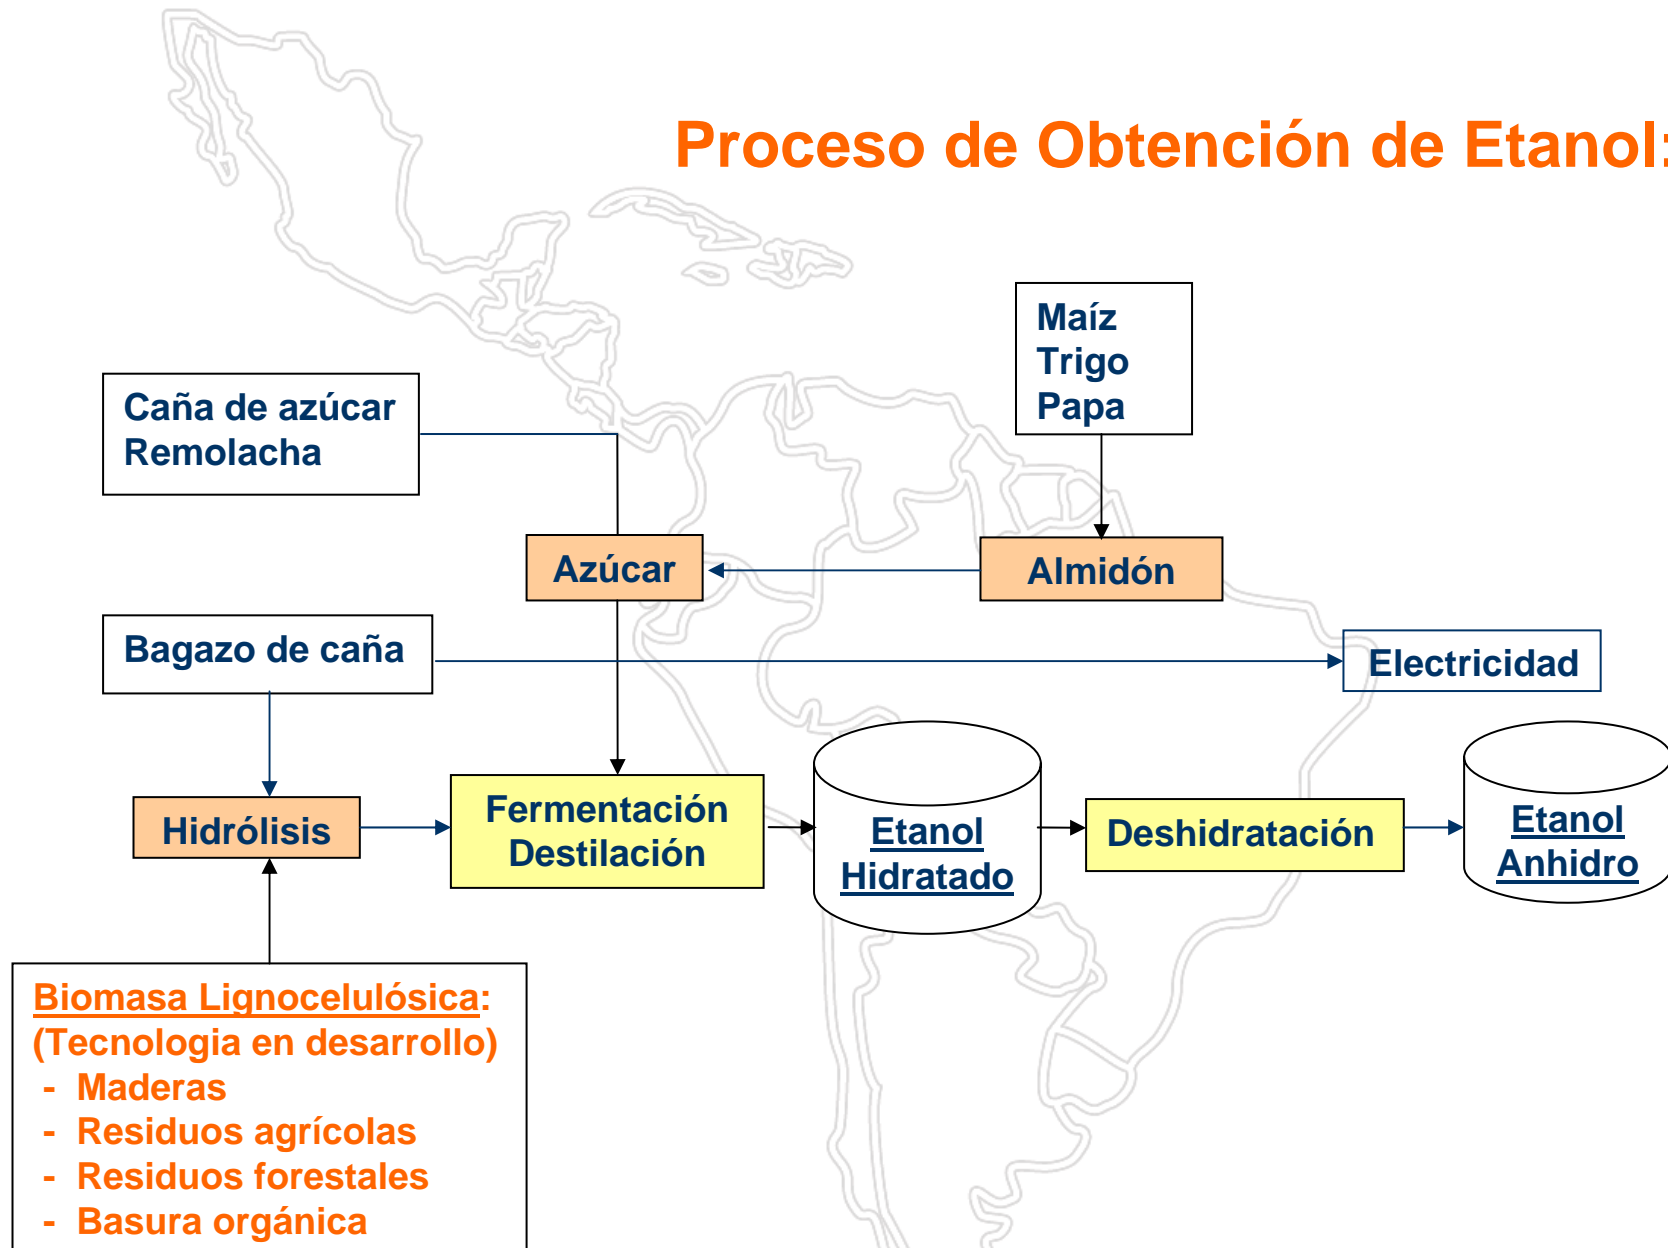 Proceso de Obtención de Etanol:
Maíz
Trigo
Papa
Caña de azúcar
Remolacha
Azúcar
Almidón
Bagazo de caña
Electricidad
Hidrólisis
Fermentación
Destilación
Etanol
Hidratado
Deshidratación
Etanol
Anhidro
Biomasa Lignocelulósica:
(Tecnologia en desarrollo)
- Maderas
- Residuos agrícolas
- Residuos forestales
- Basura orgánica